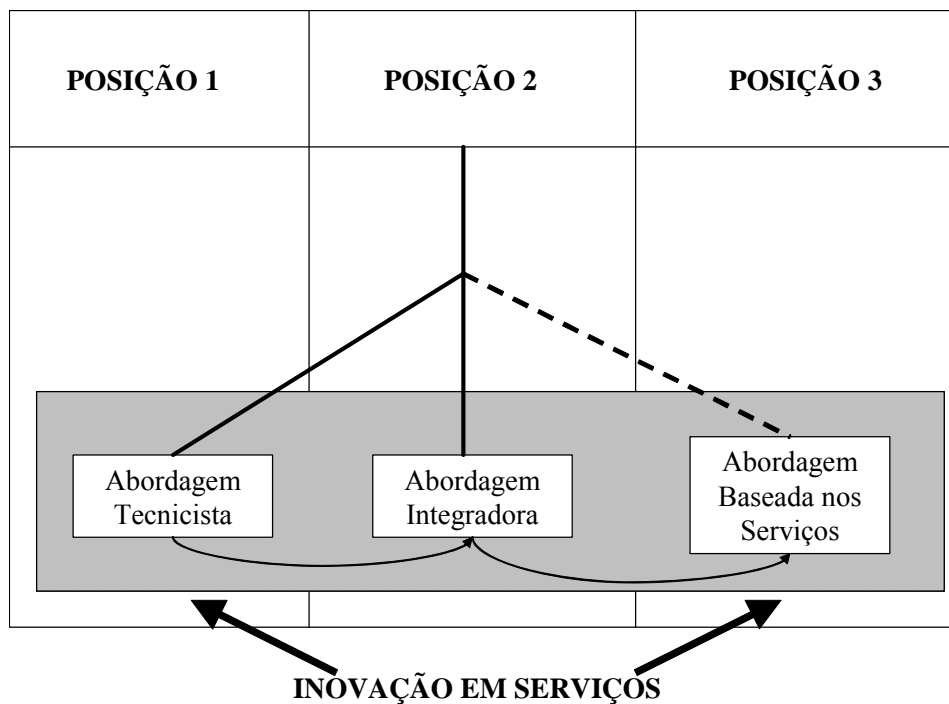 POSIÇÃO 1
POSIÇÃO 2
POSIÇÃO 3
Abordagem
Tecnicista
Abordagem
Integradora
Abordagem
Baseada nos
Serviços
INOVAÇÃO EM SERVIÇOS